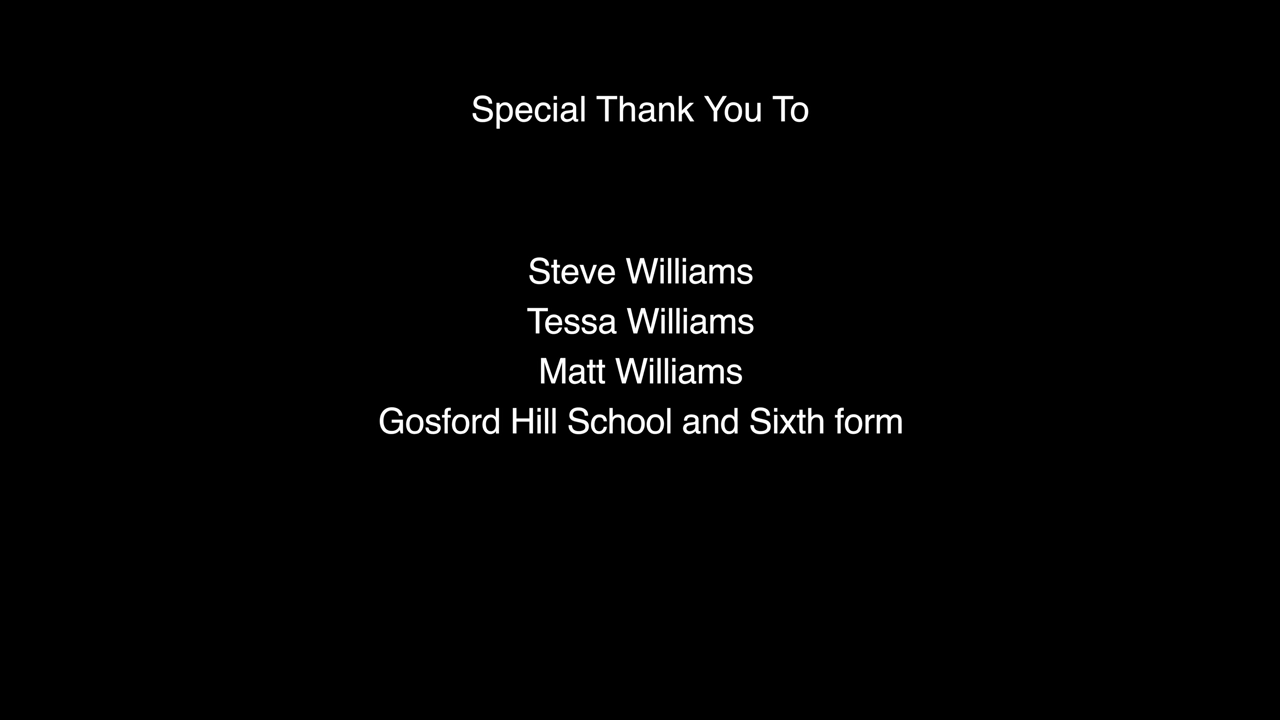 Special Thank You To
Steve Williams
Tessa Williams
Matt Williams
Gosford Hill School and Sixth form